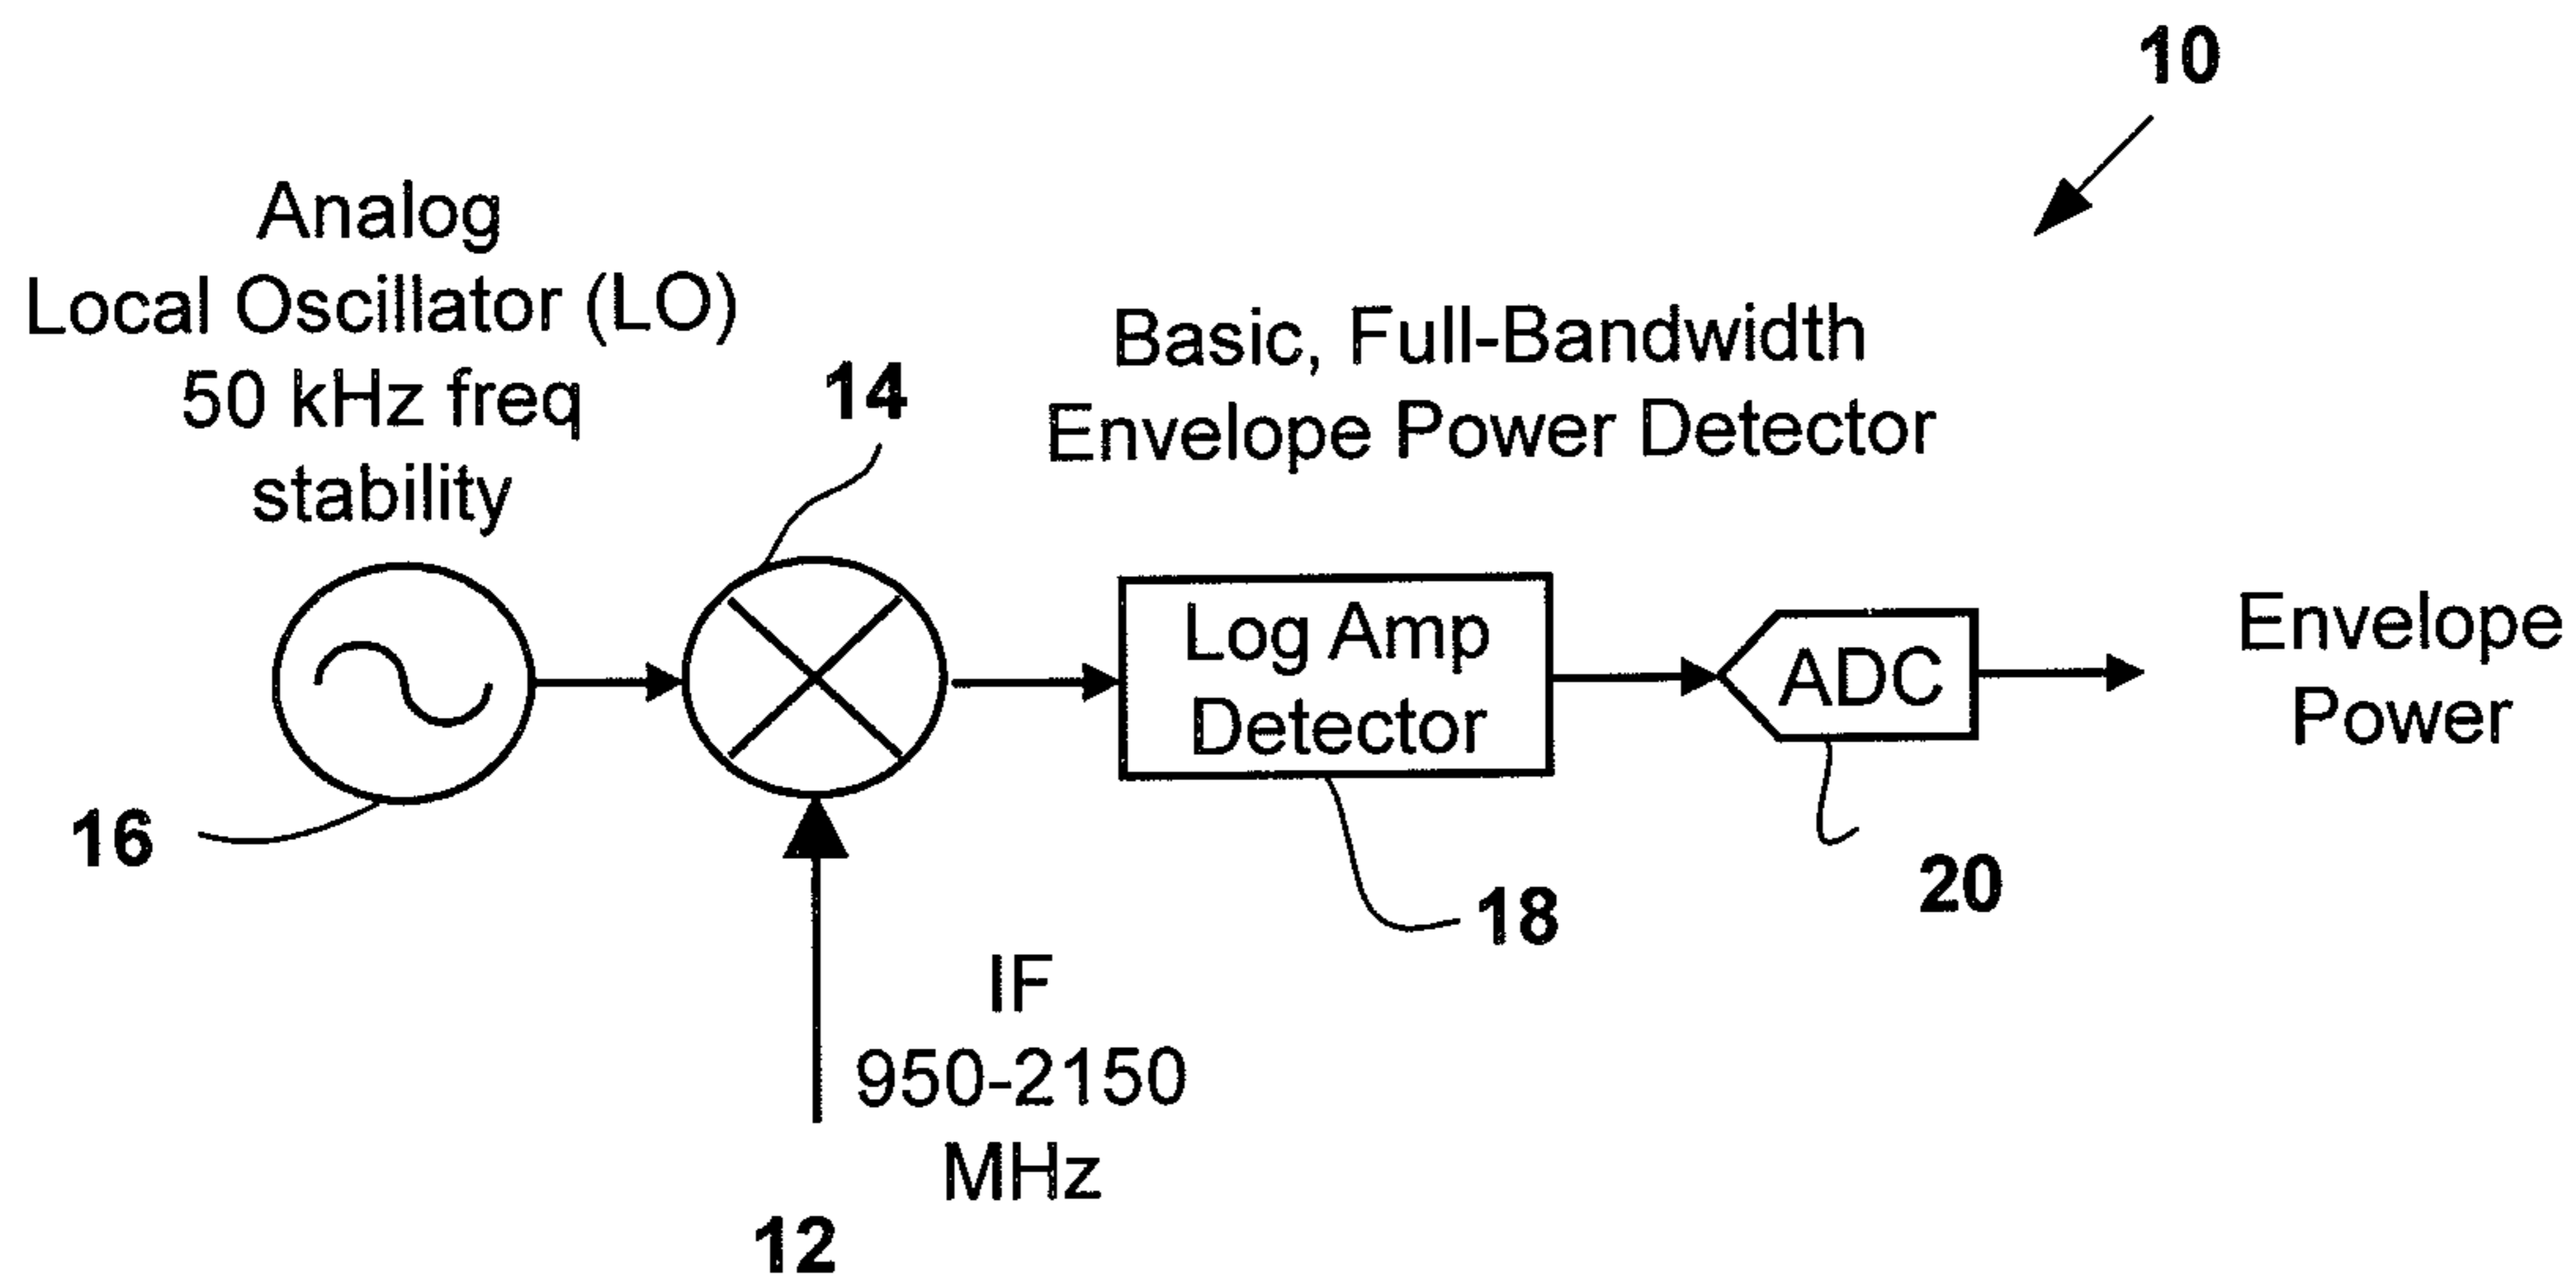 10
Analog
Local Oscillator (LO)
50 kHz freq
stability
14
Basic, Full-Bandwidth
Envelope Power Detector
Log Amp
Detector
ADC
Envelope
Power
16
18
20
IF
950-2150
MHz
12